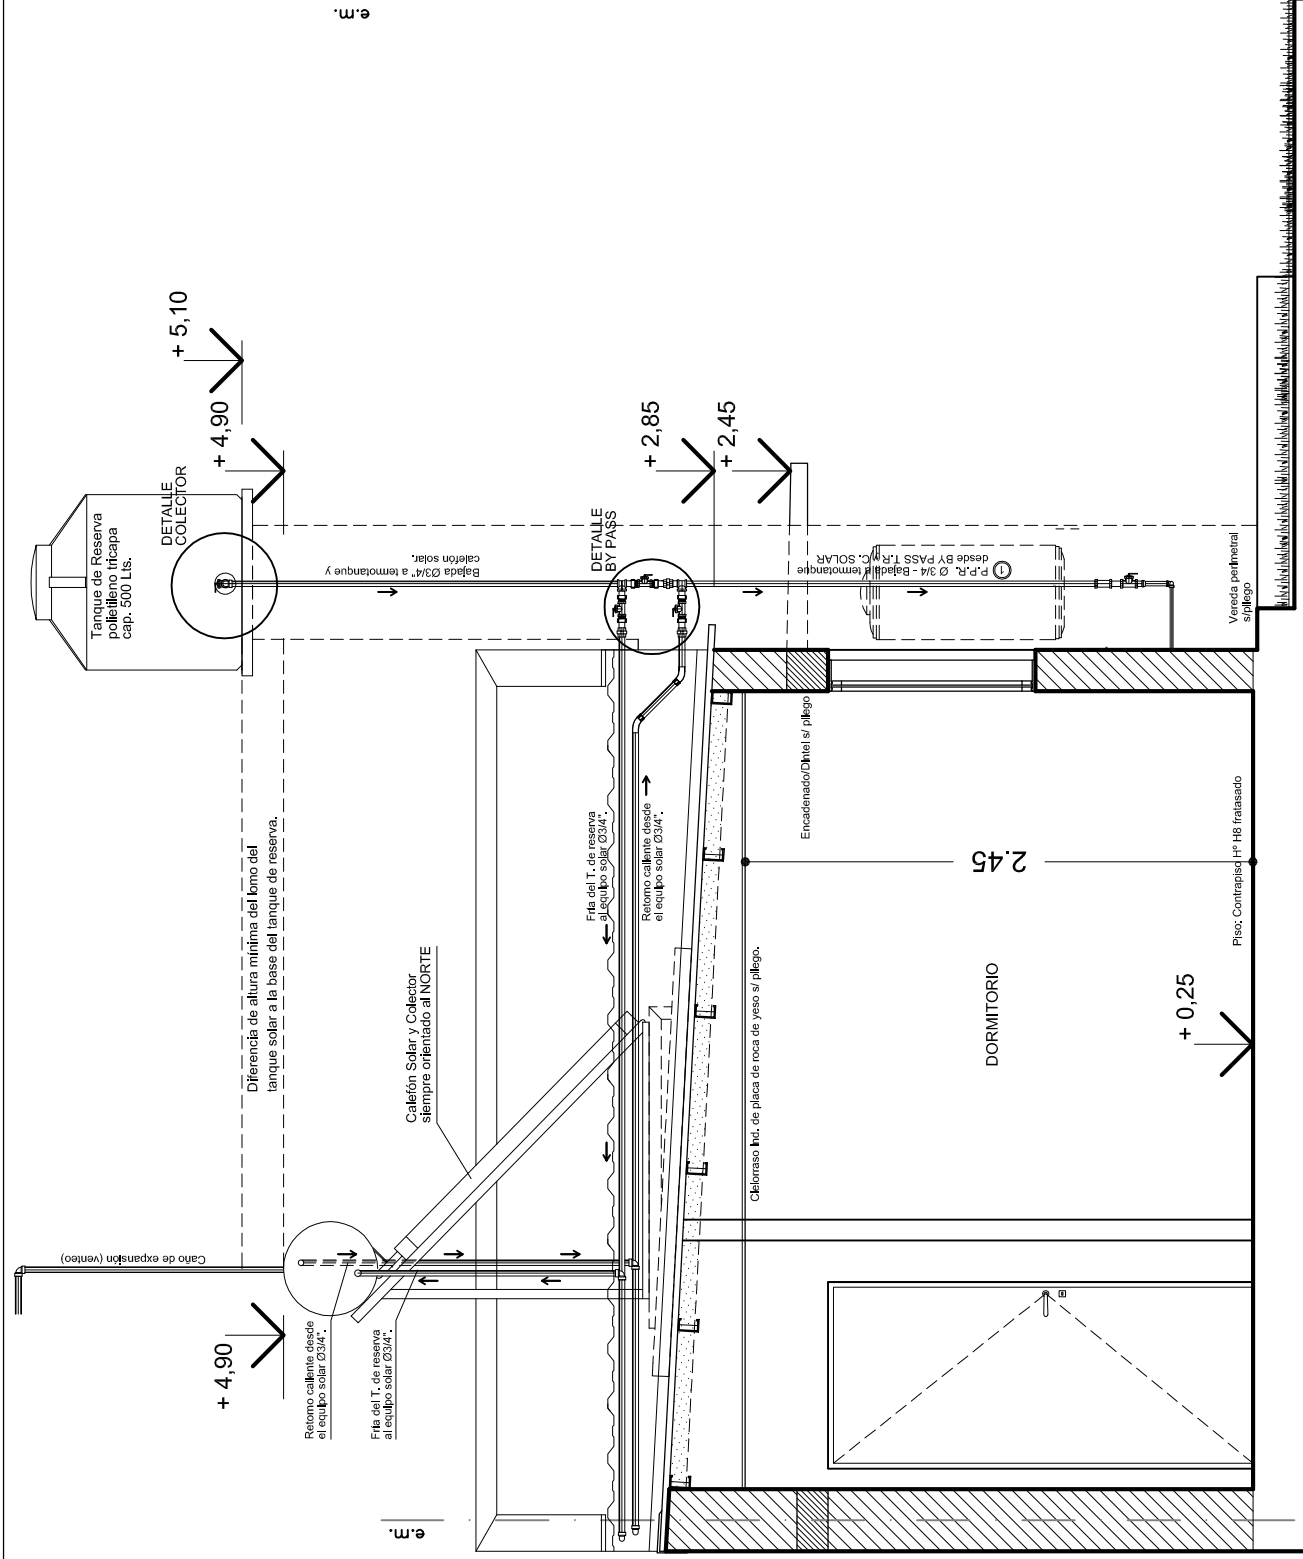 e.m.
Tanque de Reserva
polietileno tricapa
cap. 500 Lts.
DETALLE
COLECTOR
+ 5,10
+ 4,90
Diferencia de altura mínima del lomo del
tanque solar a la base del tanque de reserva.
Caño de expansión (venteo)
+ 4,90
Retorno caliente desde
el equipo solar Ø3/4".
Fría del T. de reserva
al equipo solar Ø3/4".
Calefón Solar y Colector
siempre orientado al NORTE
Bajada Ø3/4" a termotanque y
calefón solar.
DETALLE
BY PASS
+ 2,85
+ 2,45
Fría del T. de reserva
al equipo solar Ø3/4".
Retorno caliente desde
el equipo solar Ø3/4".
1
P.P.R. Ø 3/4 - Bajada a termotanque
desde BY PASS T.R y C. SOLAR
Encadenado/Dintel s/ pliego
Cielorraso Ind. de placa de roca de yeso s/ pliego.
2.45
DORMITORIO
+ 0,25
Piso: Contrapiso Hº H8 fratasado
Vereda perimetral
s/pliego
e.m.